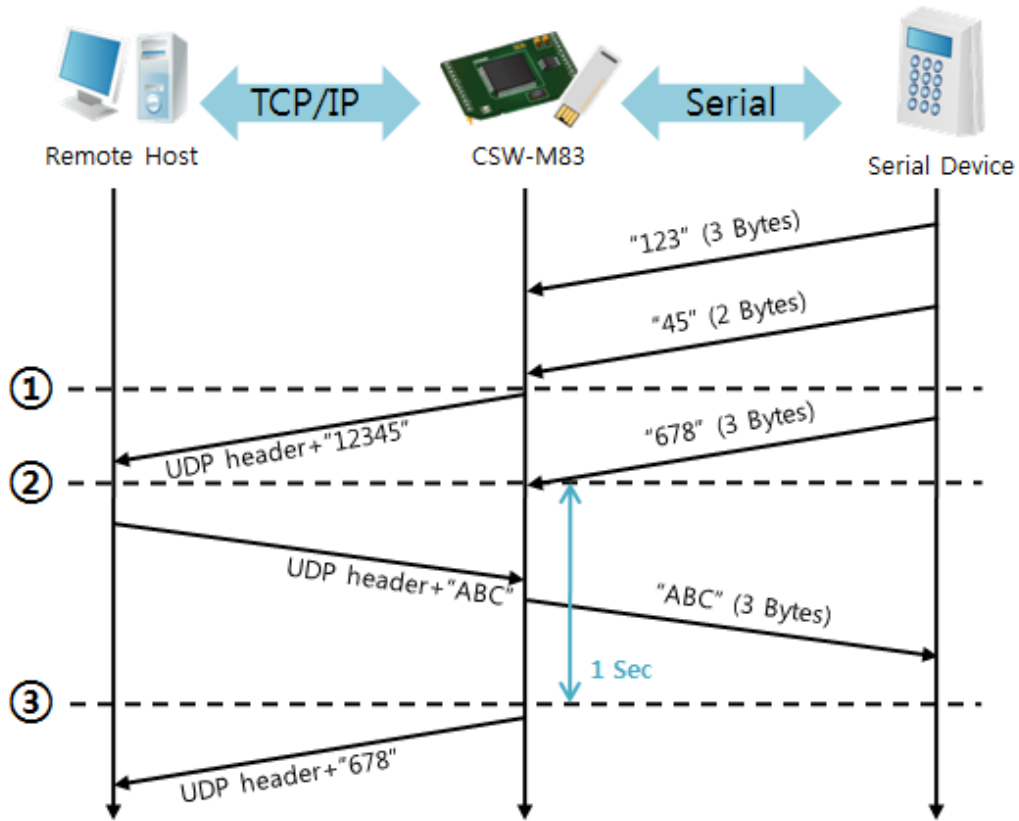 TCP/IP
Serial
Remote Host
CSW-M83
Serial Device
"123" (3 Bytes)
"45" (2 Bytes)
①
UDP header+"12345"
"678" (3 Bytes)
②
UDP header+"ABC"
"ABC" (3 Bytes)
1 Sec
③
UDP header+"678"